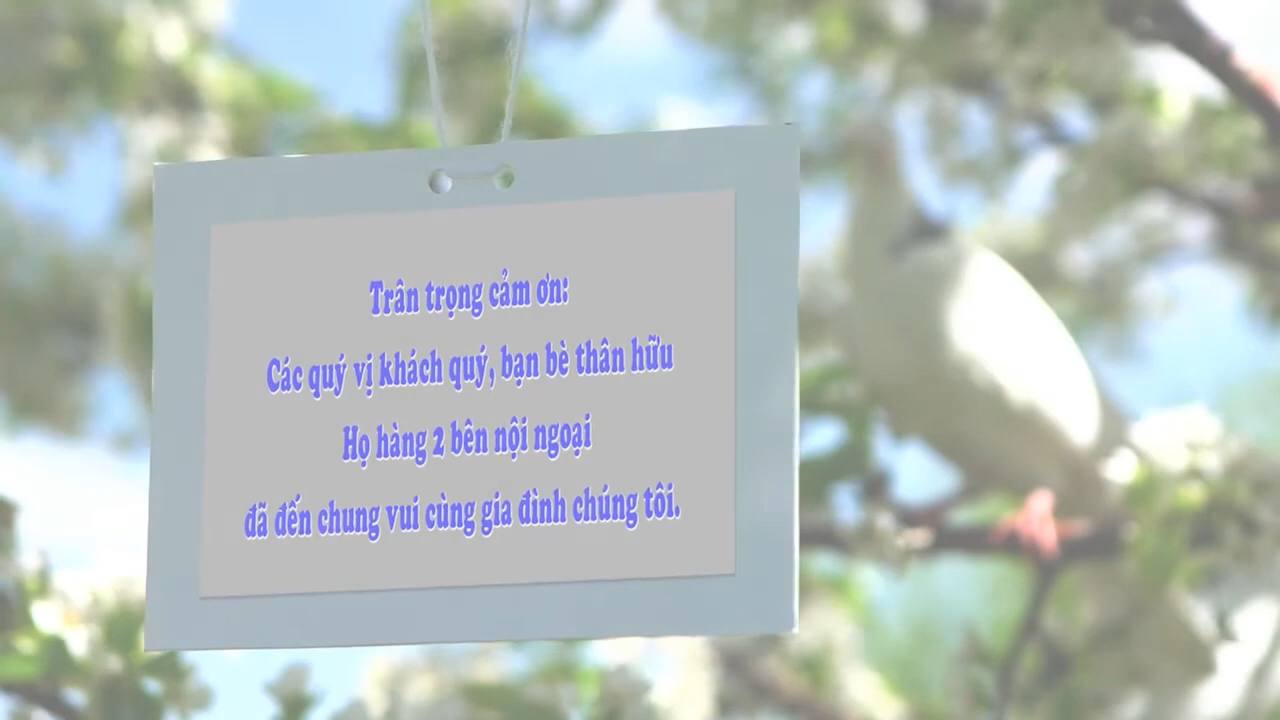 Trân trọng cảm ơn:
Các quý vị khách quý, bạn bè thân hữu
Họ hàng 2 bên nội ngoại
đã đến chung vui cùng gia đình chúng tôi.